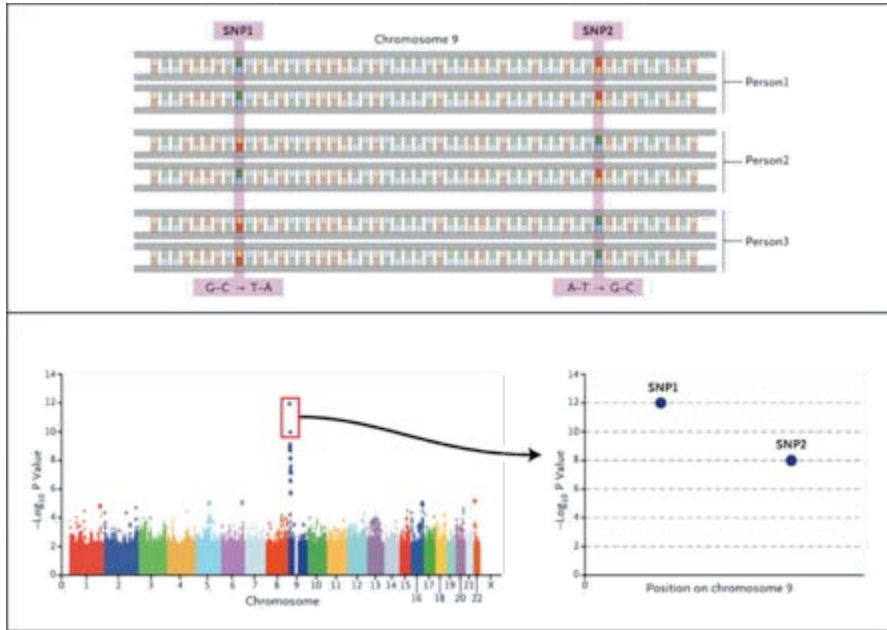 SNP1
SNP2
Chromosome 9
Person1
Person2
Person3
G–C → T–A
A–T → G–C
14
12
10
8
6
4
2
0
–Log10 P Value
0
1 2 3 4 5 6 7 8 9 10 11 12 13 14 15 17 19 21 X
16 18 20 22
Chromosome
14
12
10
8
6
4
2
0
–Log10 P Value
SNP1
SNP2
0
Position on chromosome 9